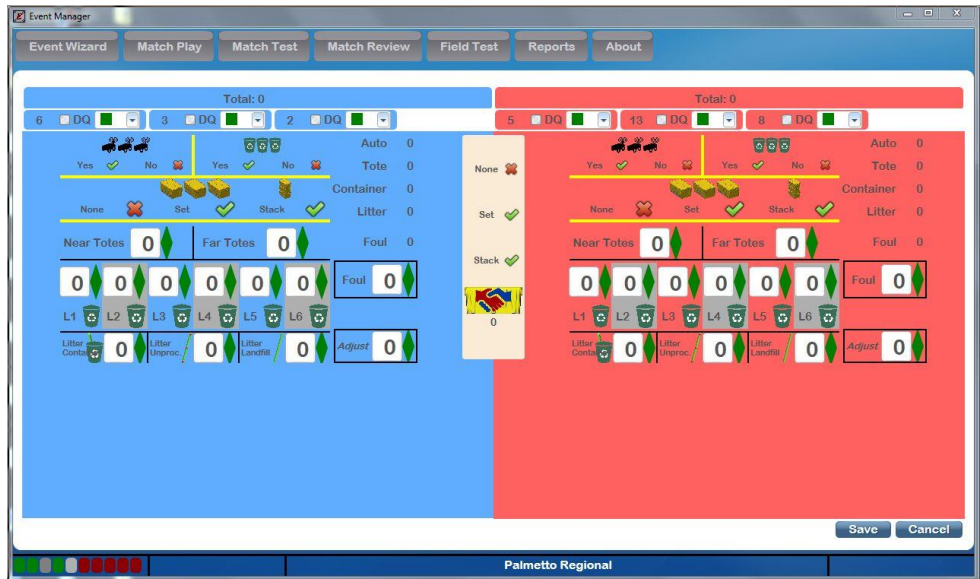 Event Manager
Event Wizard Match Play Match Test Match Review Field Test Reports About
Total: 0 Total: 0
6 DQ 3 DQ 2 DQ 5 DQ 13 DQ 8 DQ
Auto 0 Auto 0
Yes No Yes No Tote 0 None Yes No Yes No Tote 0
Container 0 Container 0
None Set Stack Litter 0 Set None Set Stack Litter 0
Near Totes 0 Far Totes 0 Foul 0 Near Totes 0 Far Totes 0 Foul 0
Stack
0 0 0 0 0 0 Foul 0 0 0 0 0 0 0 Foul 0
L1 L2 L3 L4 L5 L6 0 L1 L2 L3 L4 L5 L6
Litter Litter Litter Litter Litter Litter
0 Unproc. 0 Landfill 0 Adjust 0 0 Unproc. 0 Landfill 0 Adjust 0
Save Cancel
Palmetto Regional